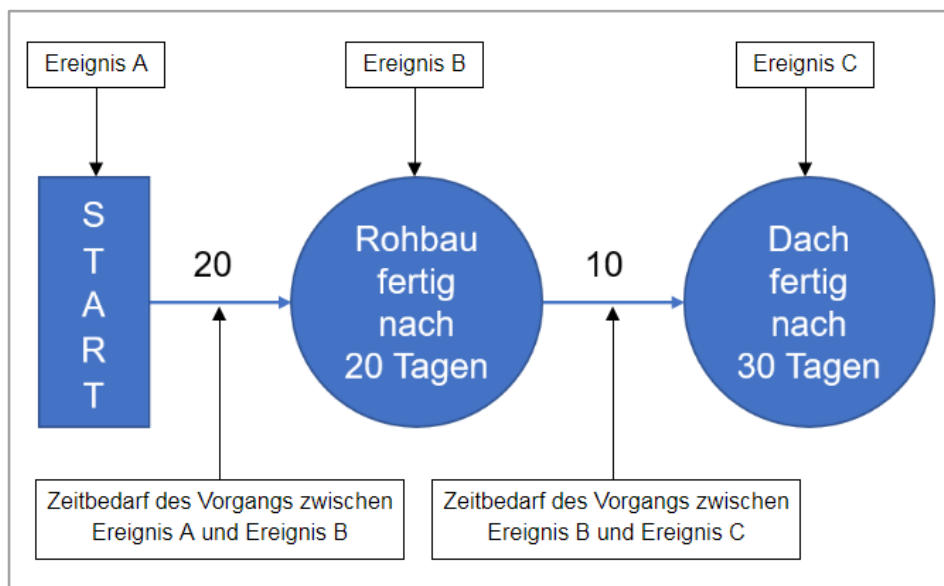 Ereignis A
Ereignis B
Ereignis C
S
T
A
R
T
20
Rohbau
fertig
nach
20 Tagen
10
Dach
fertig
nach
30 Tagen
Zeitbedarf des Vorgangs zwischen
Ereignis A und Ereignis B
Zeitbedarf des Vorgangs zwischen
Ereignis B und Ereignis C